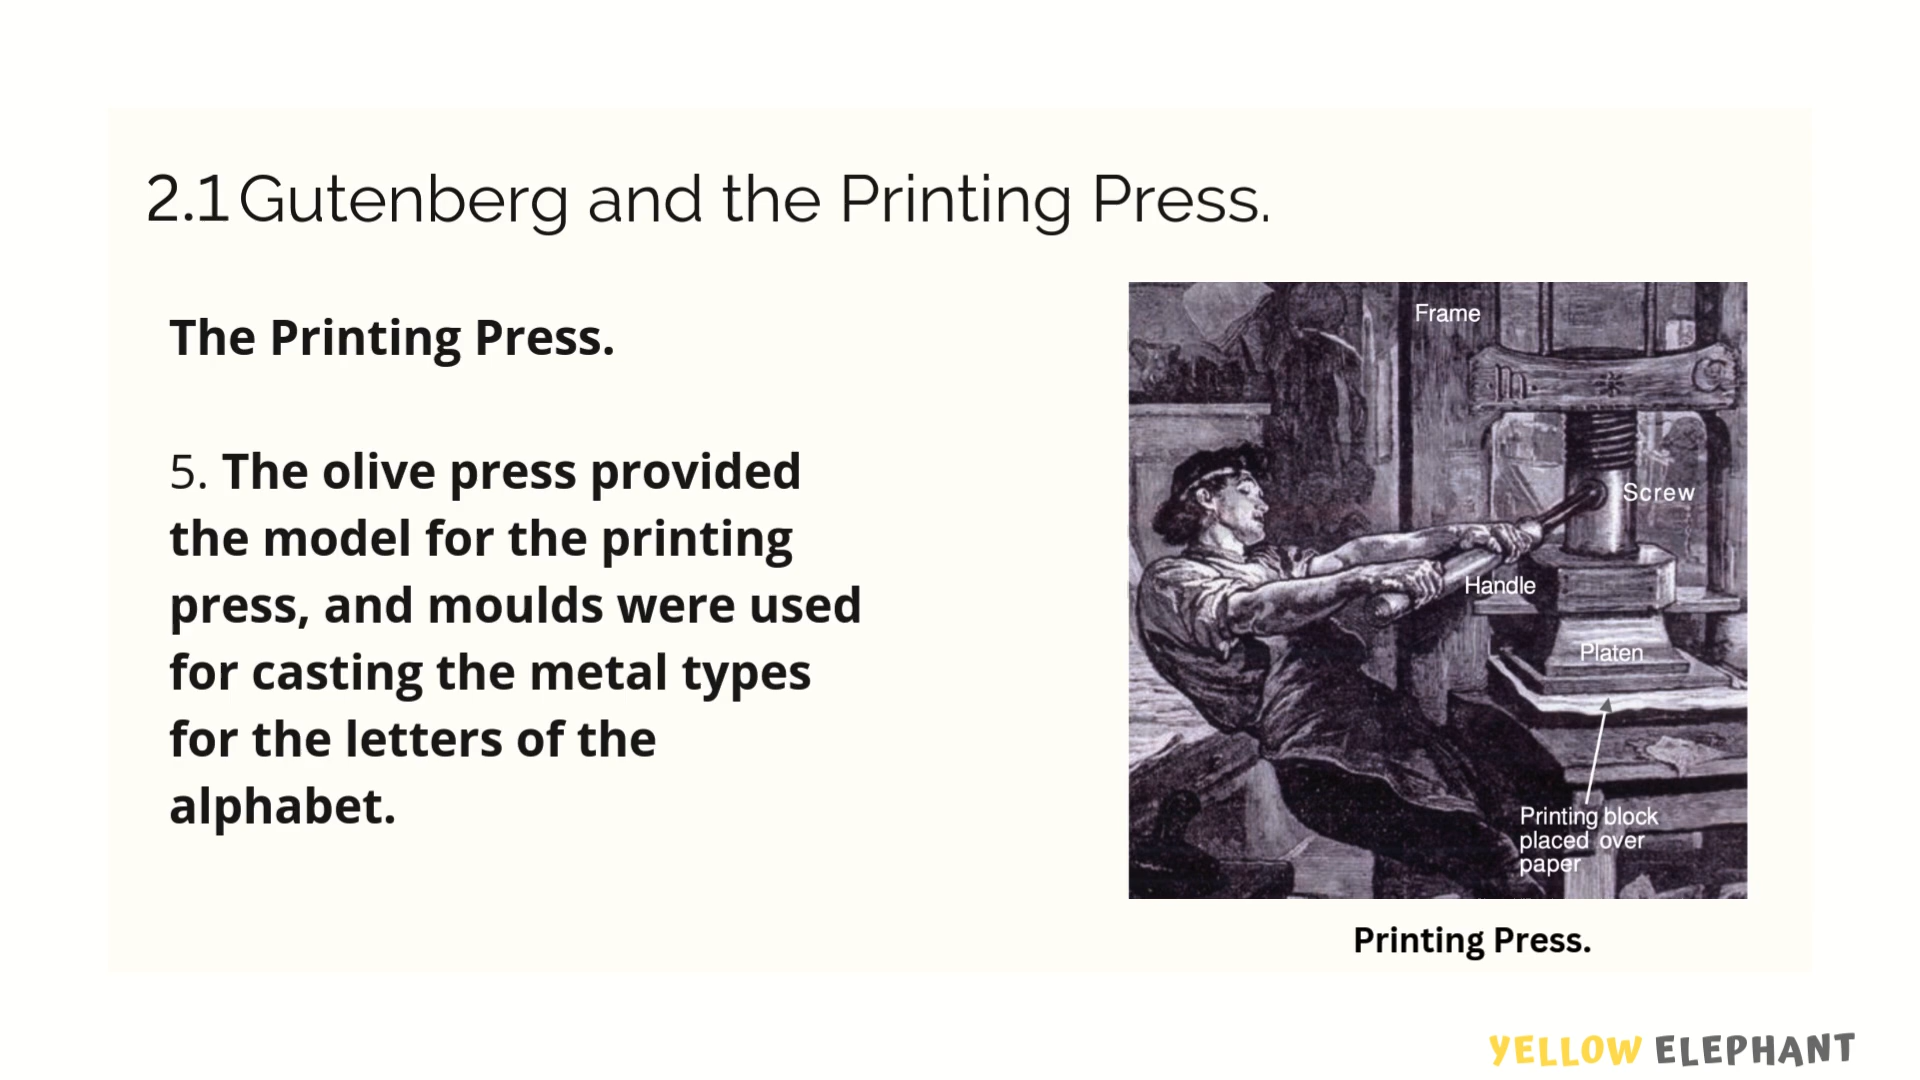 2.1 Gutenberg and the Printing Press.
The Printing Press.
5. The olive press provided
the model for the printing
press, and moulds were used
for casting the metal types
for the letters of the
alphabet.
Frame
m. * G
Screw
Handle
Platen
Printing block
placed over
paper
Printing Press.
YELLOW ELEPHANT